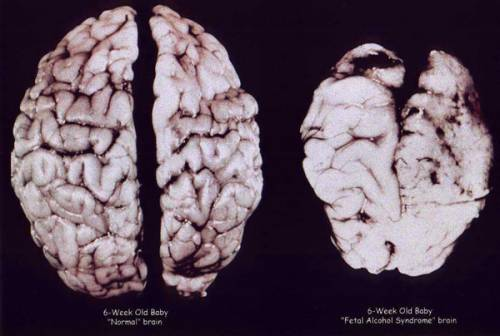 6-Week Old Baby
"Normal" brain
6-Week Old Baby
"Fetal Alcohol Syndrome" brain